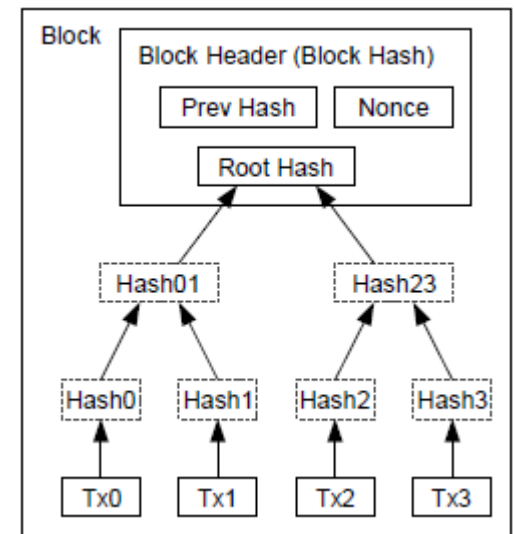 Block
Block Header (Block Hash)
Prev Hash Nonce
Root Hash
Hash01 Hash23
Hash0 Hash1 Hash2 Hash3
Tx0 Tx1 Tx2 Tx3